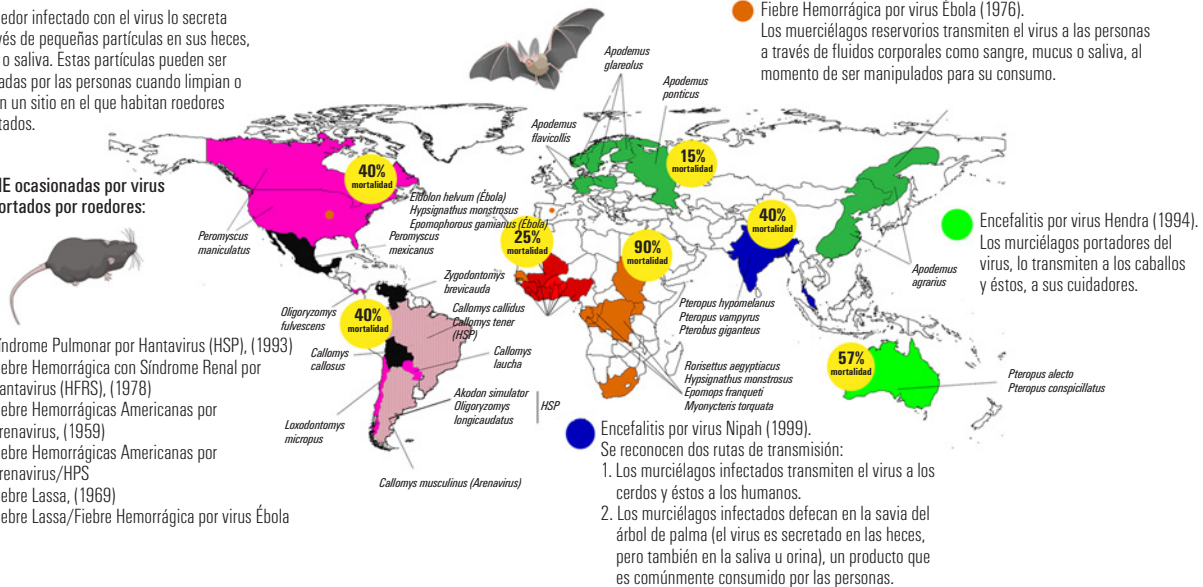 edor infectado con el virus lo secreta
vés de pequeñas partículas en sus heces,
o saliva. Estas partículas pueden ser
adas por las personas cuando limpian o
n un sitio en el que habitan roedores
tados.
Fiebre Hemorrágica por virus Ébola (1976).
Los muerciélagos reservorios transmiten el virus a las personas
a través de fluidos corporales como sangre, mucus o saliva, al
momento de ser manipulados para su consumo.
IE ocasionadas por virus
ortados por roedores:
índrome Pulmonar por Hantavirus (HSP), (1993)
ebre Hemorrágica con Síndrome Renal por
antavirus (HFRS), (1978)
ebre Hemorrágicas Americanas por
renavirus, (1959)
ebre Hemorrágicas Americanas por
renavirus/HPS
ebre Lassa, (1969)
ebre Lassa/Fiebre Hemorrágica por virus Ébola
Apodemus
glareolus
Apodemus
ponticus
Apodemus
flavicollis
15%
mortalidad
40%
mortalidad
Eidolon helvum (Ébola)
Hypsignathus monstrosus
Epomophorous gamianus (Ébola)
25%
mortalidad
90%
mortalidad
40%
mortalidad
Peromyscus
maniculatus
Peromyscus
mexicanus
Zygodontomys
brevicauda
Oligoryzomys
fulvescens
40%
mortalidad
Callomys callidus
Callomys tener
(HSP)
Callomys
callosus
Callomys
laucha
Akodon simulator
Oligoryzomys
longicaudatus
HSP
Loxodontomys
micropus
Callomys musculinus (Arenavirus)
Pteropus hypomelanus
Pteropus vampyrus
Pterobus giganteus
Rorisettus aegyptiacus
Hypsignathus monstrosus
Epomops franqueti
Myonycteris torquata
Apodemus
agrarius
57%
mortalidad
Pteropus alecto
Pteropus conspicillatus
Encefalitis por virus Hendra (1994).
Los murciélagos portadores del
virus, lo transmiten a los caballos
y éstos, a sus cuidadores.
Encefalitis por virus Nipah (1999).
Se reconocen dos rutas de transmisión:
1. Los murciélagos infectados transmiten el virus a los
cerdos y éstos a los humanos.
2. Los murciélagos infectados defecan en la savia del
árbol de palma (el virus es secretado en las heces,
pero también en la saliva u orina), un producto que
es comúnmente consumido por las personas.